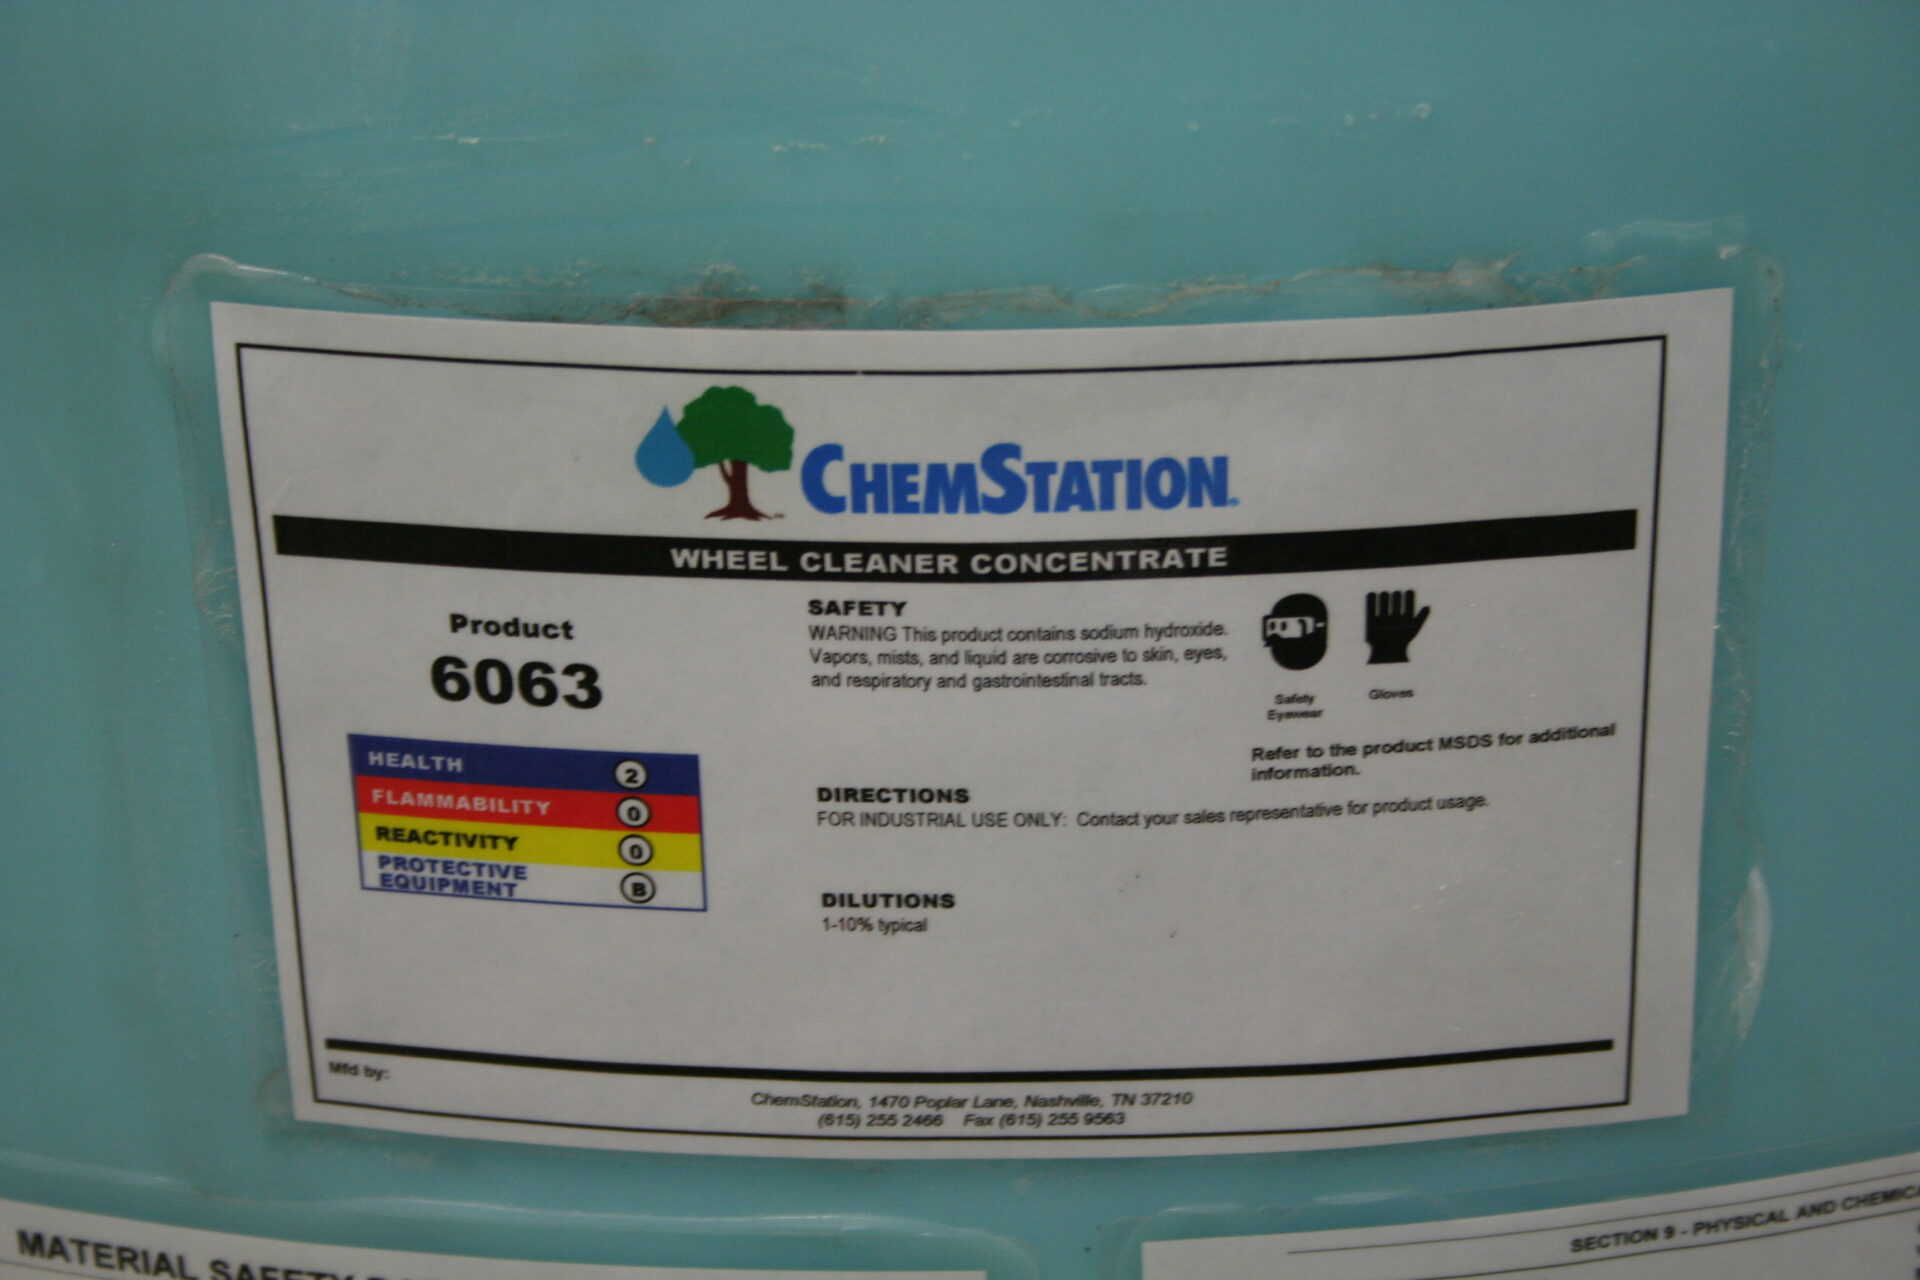 CHEMSTATION
WHEEL CLEANER CONCENTRATE
Product
6063
HEALTH 2
FLAMMABILITY 0
REACTIVITY 0
PROTECTIVE
EQUIPMENT B
SAFETY
WARNING This product contains sodium hydroxide.
Vapors, mists, and liquid are corrosive to skin, eyes,
and respiratory and gastrointestinal tracts.
Safety
Eyewear
Gloves
Refer to the product MSDS for additional
information.
DIRECTIONS
FOR INDUSTRIAL USE ONLY: Contact your sales representative for product usage.
DILUTIONS
1-10% typical
Mfd by:
ChemStation, 1470 Poplar Lane, Nashville, TN 37210
(615) 255 2466 Fax (615) 255 9563
MATERIAL SAFETY
SECTION 9 - PHYSICAL AND